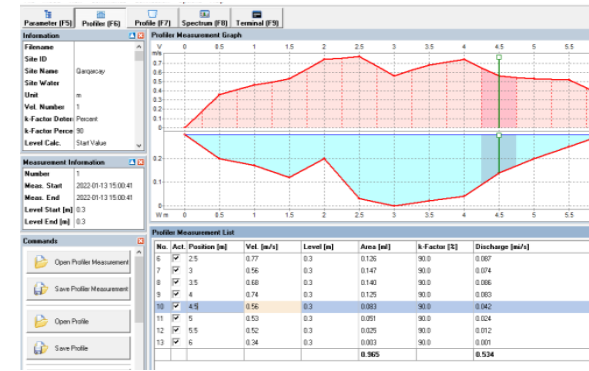 Parameter (F5) Profiler (F6) Profile (F7) Spectrum (F8) Terminal (F9)
Information
Filename
Site ID
Site Name Qarqarcay
Site Water
Unit m
Vel. Number 1
k-Factor Deter Percent
k-Factor Perce 90
Level Calc. Start Value
Measurement Information
Number 1
Meas. Start 2022-01-13 15:00:41
Meas. End 2022-01-13 15:00:41
Level Start [m] 0.3
Level End [m] 0.3
Commands
Open Profiler Measurement
Save Profiler Measurement
Open Profile
Save Profile
Profiler Measurement Graph
V 0 0.5 1 1.5 2 2.5 3 3.5 4 4.5 5 5.5
m/s
0.7
0.6
0.5
0.4
0.3
0.2
0.1
0
0.2
0.1
0
W m 0 0.5 1 1.5 2 2.5 3 3.5 4 4.5 5 5.5
Profiler Measurement List
No. Act. Position [m] Vel. [m/s] Level [m] Area [m²] k-Factor [%] Discharge [m³/s]
6 2.5 0.77 0.3 0.126 90.0 0.087
7 3 0.56 0.3 0.147 90.0 0.074
8 3.5 0.68 0.3 0.140 90.0 0.086
9 4 0.74 0.3 0.125 90.0 0.083
10 4.5 0.56 0.3 0.083 90.0 0.042
11 5 0.53 0.3 0.051 90.0 0.024
12 5.5 0.52 0.3 0.025 90.0 0.012
13 6 0.34 0.3 0.003 90.0 0.001
0.965 0.534